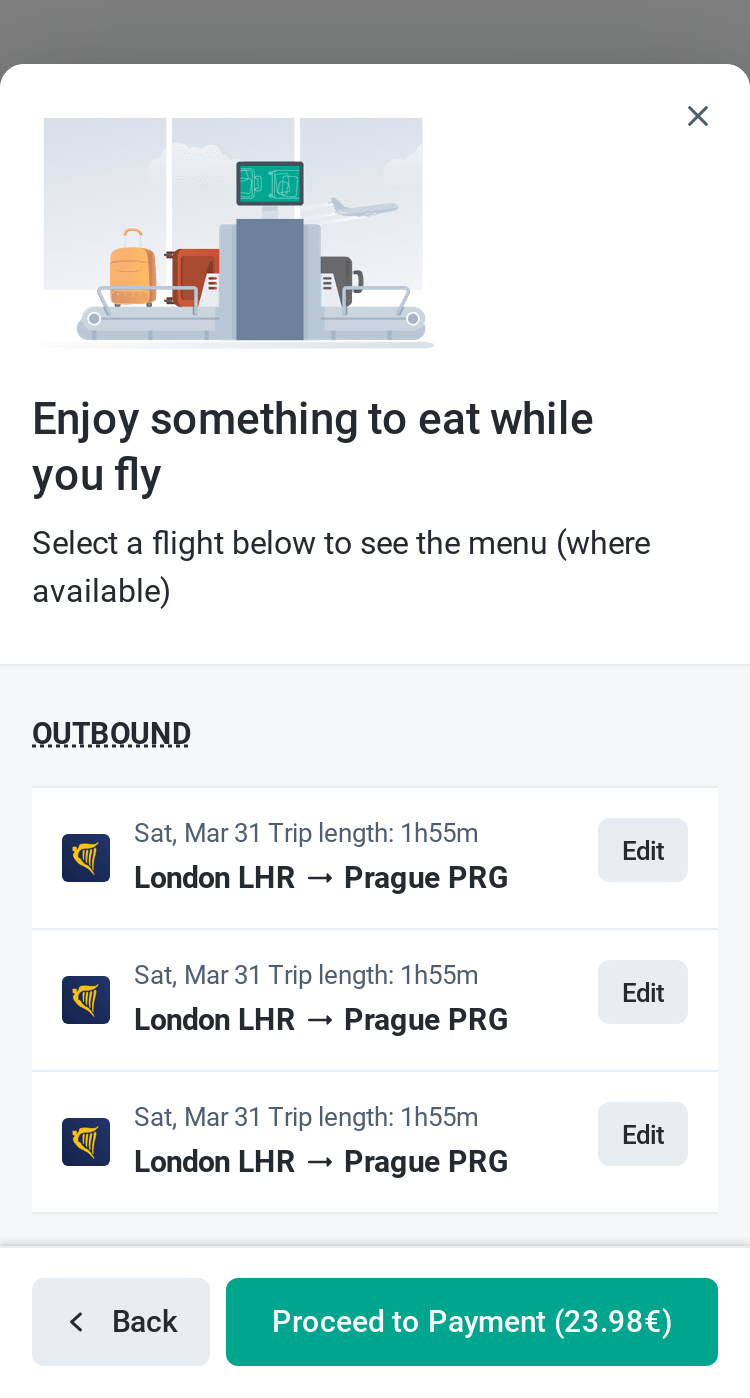 Enjoy something to eat while
you fly
Select a flight below to see the menu (where
available)
OUTBOUND
Sat, Mar 31 Trip length: 1h55m
London LHR → Prague PRG
Edit
Sat, Mar 31 Trip length: 1h55m
London LHR → Prague PRG
Edit
Sat, Mar 31 Trip length: 1h55m
London LHR → Prague PRG
Edit
Back
Proceed to Payment (23.98€)